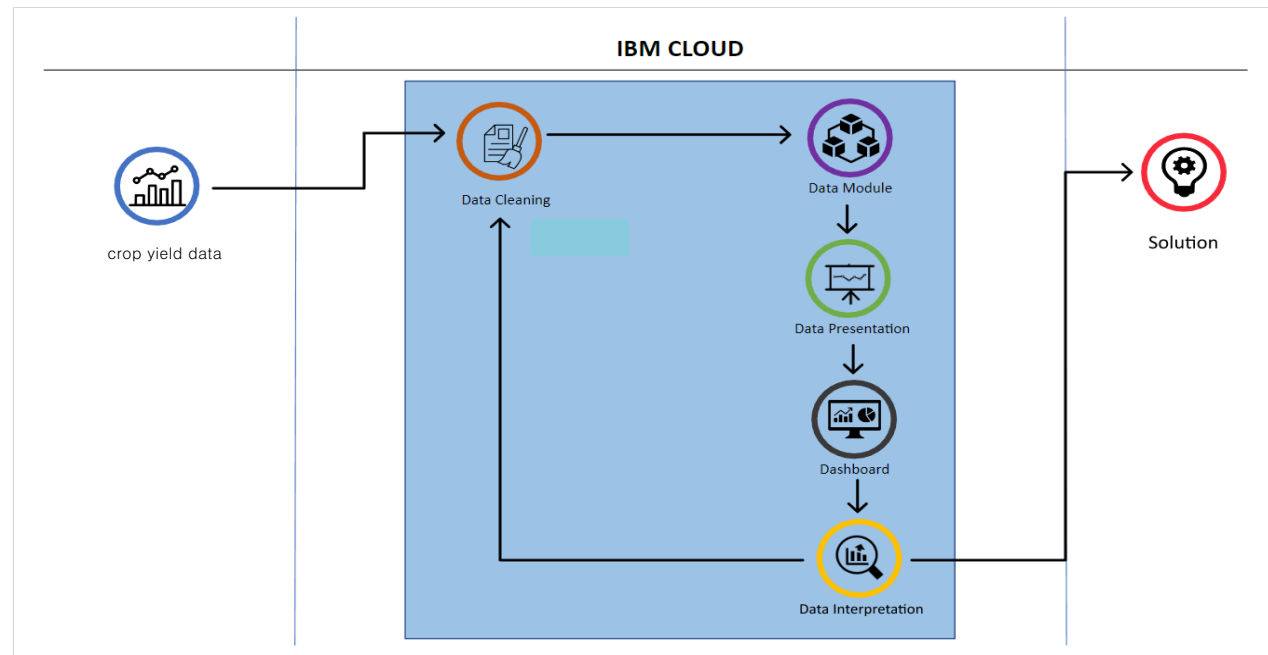 IBM CLOUD
Data Cleaning
Data Module
crop yield data
Solution
Data Presentation
Dashboard
Data Interpretation